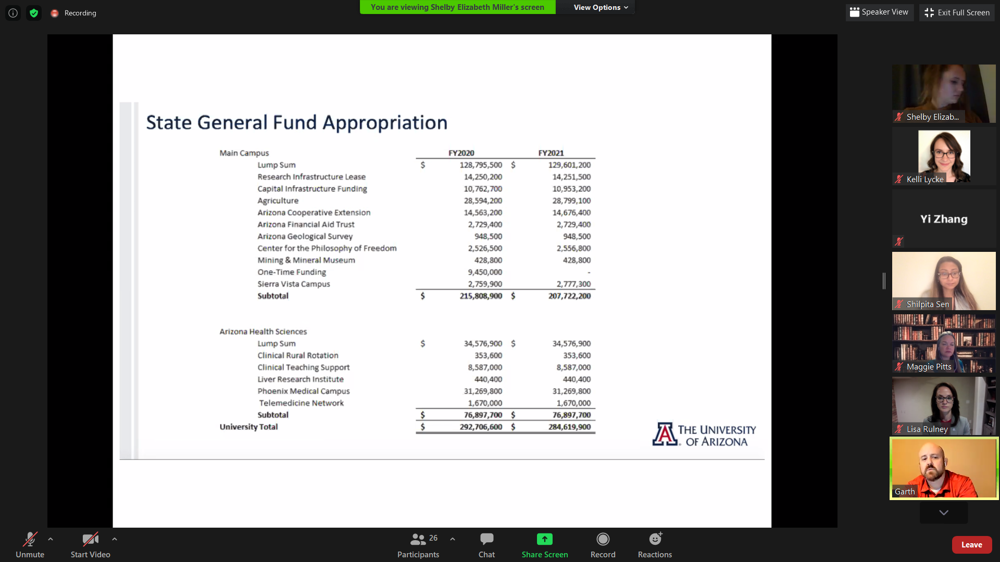 Recording
You are viewing Shelby Elizabeth Miller's screen
View Options
Speaker View
Exit Full Screen
State General Fund Appropriation
Main Campus FY2020 FY2021
Lump Sum $ 128,795,500 $ 129,601,200
Research Infrastructure Lease 14,250,200 14,251,500
Capital Infrastructure Funding 10,762,700 10,953,200
Agriculture 28,594,200 28,799,100
Arizona Cooperative Extension 14,563,200 14,676,400
Arizona Financial Aid Trust 2,729,400 2,729,400
Arizona Geological Survey 948,500 948,500
Center for the Philosophy of Freedom 2,526,500 2,556,800
Mining & Mineral Museum 428,800 428,800
One-Time Funding 9,450,000 -
Sierra Vista Campus 2,759,900 2,777,300
Subtotal $ 215,808,900 $ 207,722,200
Arizona Health Sciences
Lump Sum $ 34,576,900 $ 34,576,900
Clinical Rural Rotation 353,600 353,600
Clinical Teaching Support 8,587,000 8,587,000
Liver Research Institute 440,400 440,400
Phoenix Medical Campus 31,269,800 31,269,800
Telemedicine Network 1,670,000 1,670,000
Subtotal $ 76,897,700 $ 76,897,700
University Total $ 292,706,600 $ 284,619,900
A THE UNIVERSITY
OF ARIZONA
Shelby Elizab...
Kelli Lycke
Yi Zhang
Shilpita Sen
Maggie Pitts
Lisa Rulney
Garth
Unmute
Start Video
Participants 26
Chat
Share Screen
Record
Reactions
Leave